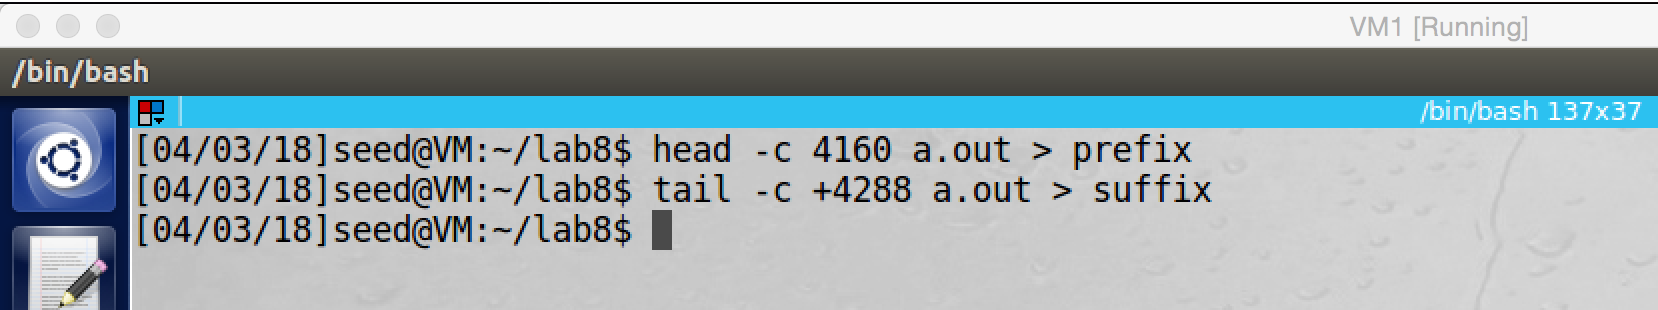 VM1 [Running]
/bin/bash
/bin/bash 137x37
[04/03/18]seed@VM:~/lab8$ head -c 4160 a.out > prefix
[04/03/18]seed@VM:~/lab8$ tail -c +4288 a.out > suffix
[04/03/18]seed@VM:~/lab8$